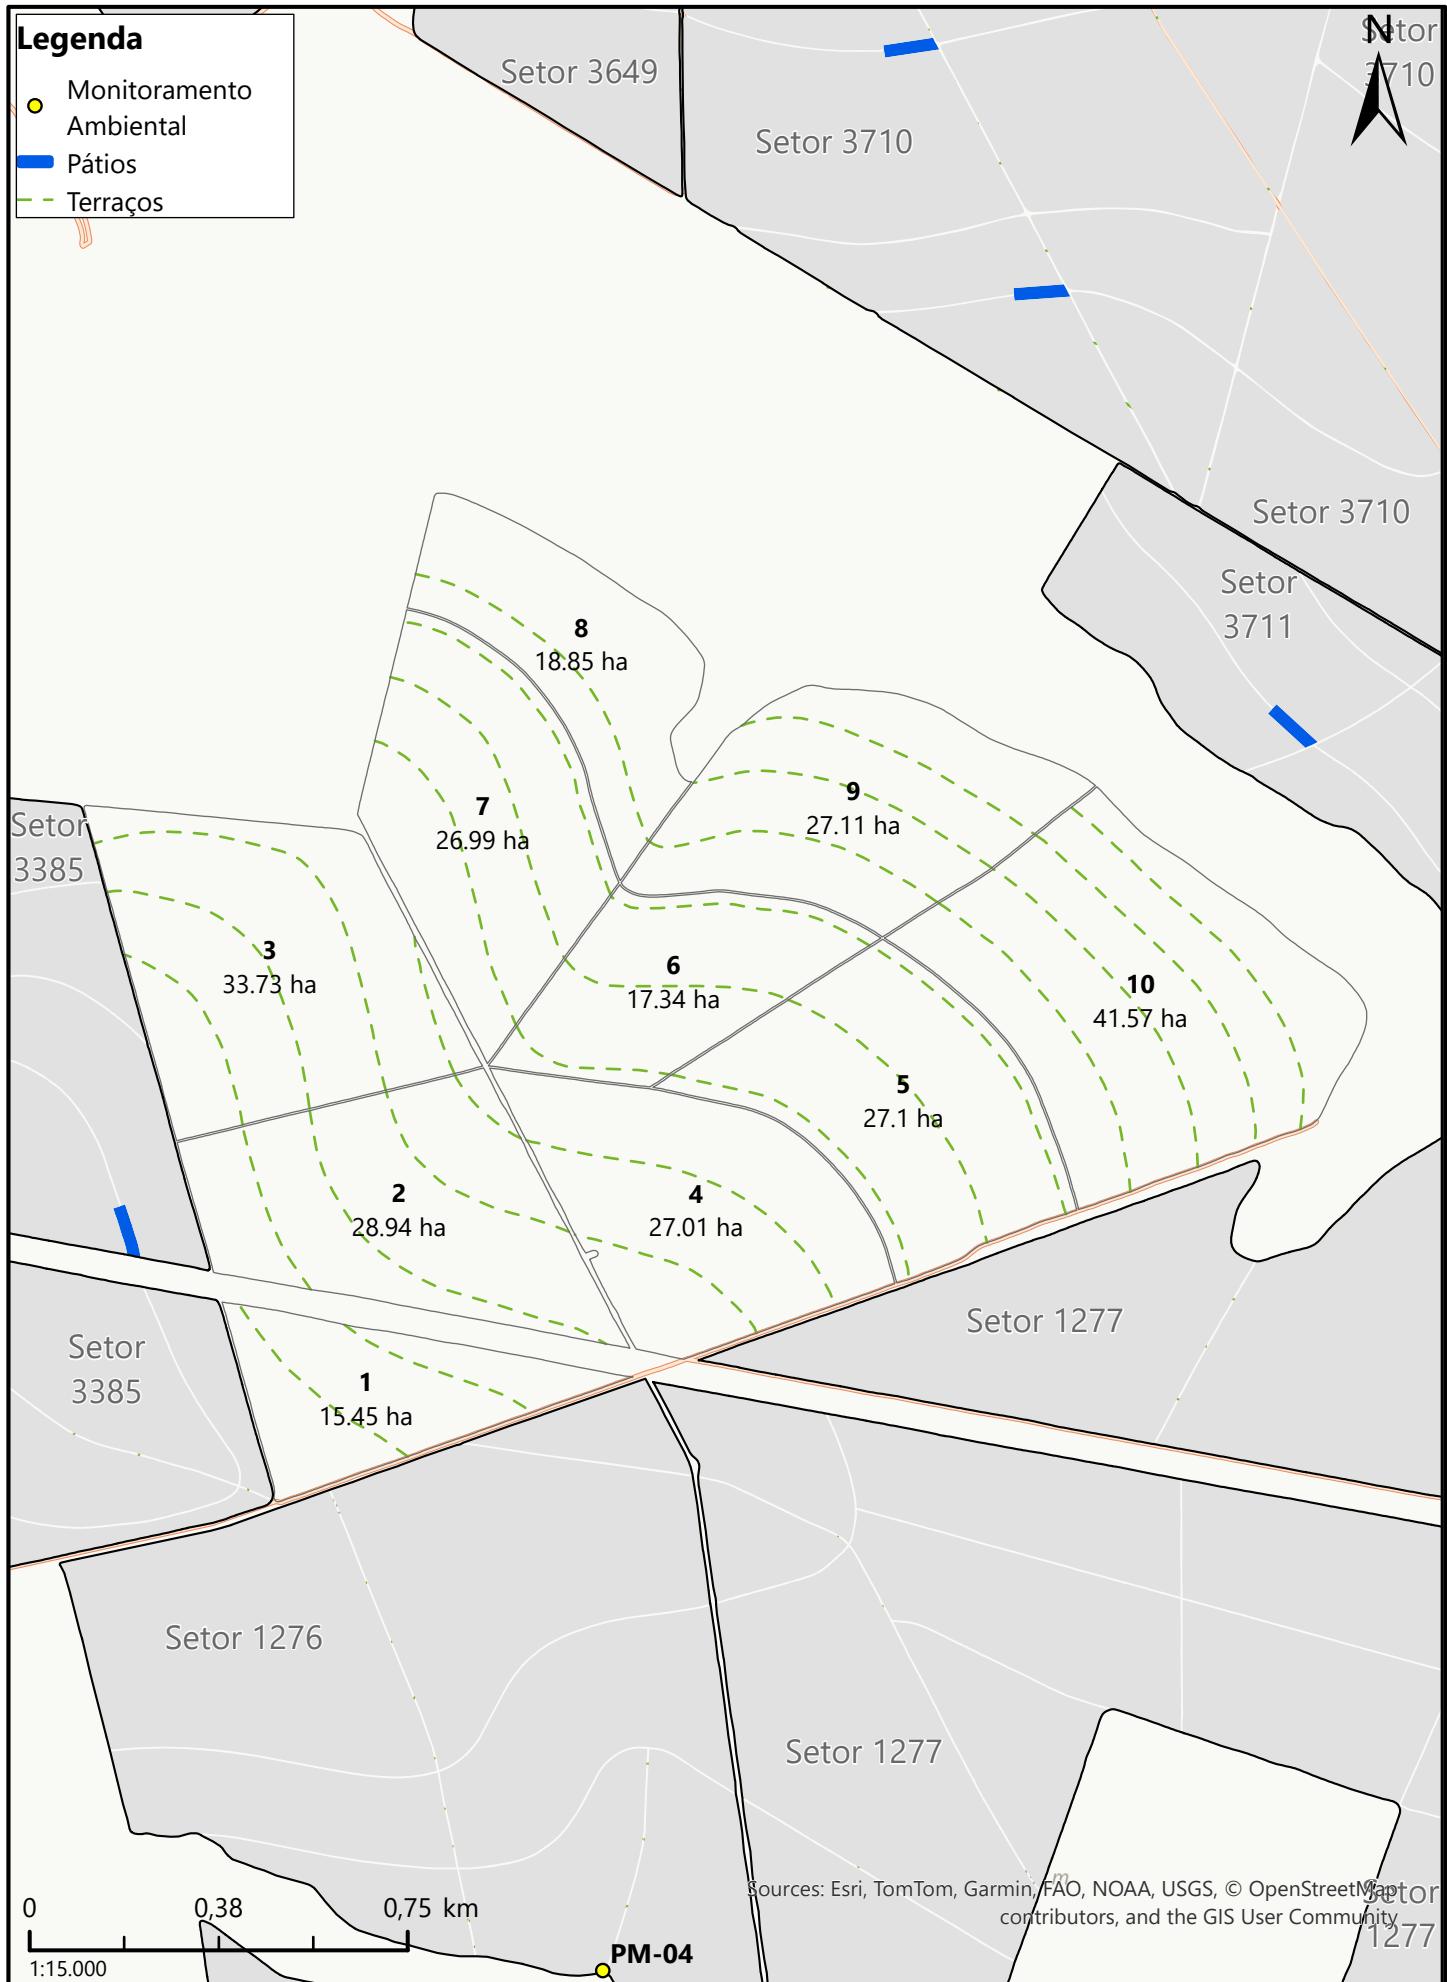 Legenda
Monitoramento
Ambiental
Pátios
Terraços
N
Setor
3710
Setor 3649
Setor 3710
Setor 3710
Setor
3711
8
18.85 ha
7
26.99 ha
9
27.11 ha
Setor
3385
3
33.73 ha
6
17.34 ha
10
41.57 ha
5
27.1 ha
2
28.94 ha
4
27.01 ha
Setor 1277
Setor
3385
1
15.45 ha
Setor 1276
Setor 1277
m
Sources: Esri, TomTom, Garmin, FAO, NOAA, USGS, © OpenStreetMap
contributors, and the GIS User Community
Setor
1277
0 0,38 0,75 km
1:15.000
PM-04